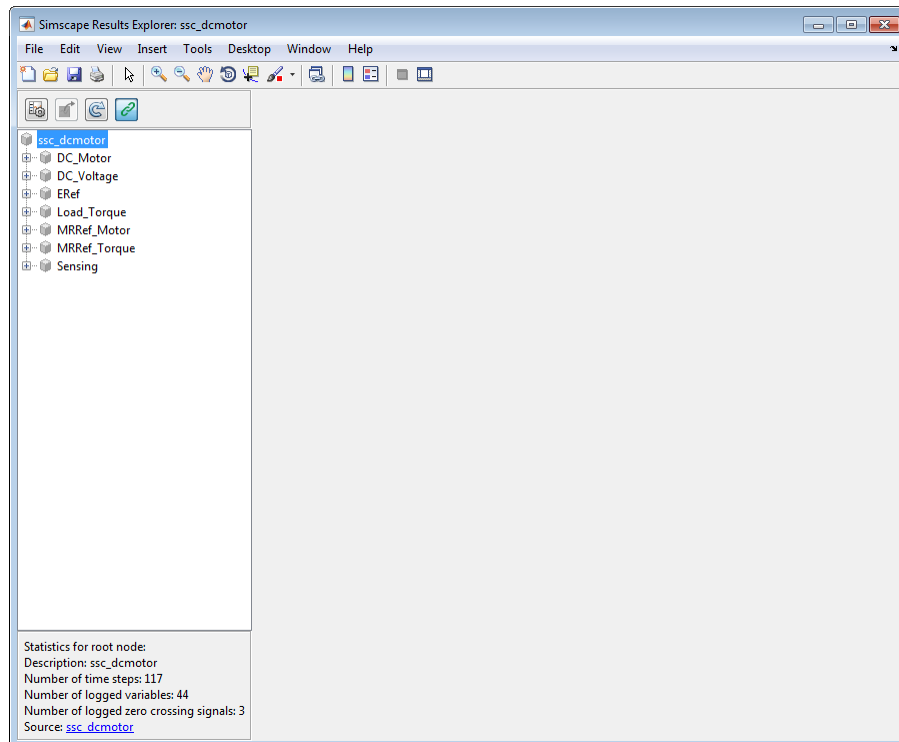 Simscape Results Explorer: ssc_dcmotor
File Edit View Insert Tools Desktop Window Help
ssc_dcmotor
DC_Motor
DC_Voltage
ERef
Load_Torque
MRRef_Motor
MRRef_Torque
Sensing
Statistics for root node:
Description: ssc_dcmotor
Number of time steps: 117
Number of logged variables: 44
Number of logged zero crossing signals: 3
Source: ssc_dcmotor